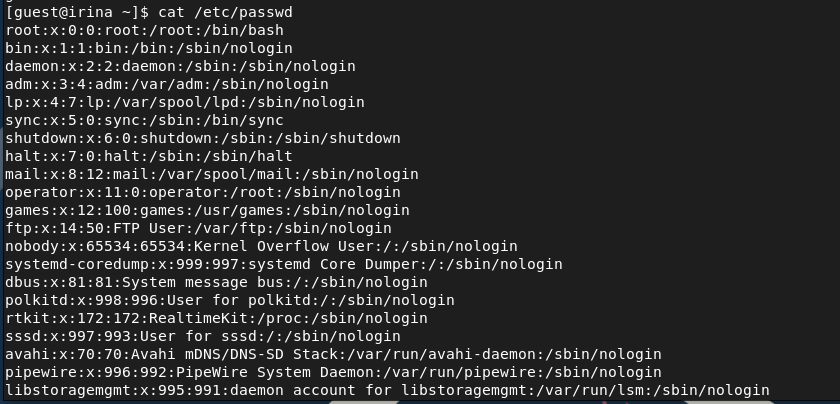 [guest@irina ~]$ cat /etc/passwd
root:x:0:0:root:/root:/bin/bash
bin:x:1:1:bin:/bin:/sbin/nologin
daemon:x:2:2:daemon:/sbin:/sbin/nologin
adm:x:3:4:adm:/var/adm:/sbin/nologin
lp:x:4:7:lp:/var/spool/lpd:/sbin/nologin
sync:x:5:0:sync:/sbin:/bin/sync
shutdown:x:6:0:shutdown:/sbin:/sbin/shutdown
halt:x:7:0:halt:/sbin:/sbin/halt
mail:x:8:12:mail:/var/spool/mail:/sbin/nologin
operator:x:11:0:operator:/root:/sbin/nologin
games:x:12:100:games:/usr/games:/sbin/nologin
ftp:x:14:50:FTP User:/var/ftp:/sbin/nologin
nobody:x:65534:65534:Kernel Overflow User:/:/sbin/nologin
systemd-coredump:x:999:997:systemd Core Dumper:/:/sbin/nologin
dbus:x:81:81:System message bus:/:/sbin/nologin
polkitd:x:998:996:User for polkitd:/:/sbin/nologin
rtkit:x:172:172:RealtimeKit:/proc:/sbin/nologin
sssd:x:997:993:User for sssd:/:/sbin/nologin
avahi:x:70:70:Avahi mDNS/DNS-SD Stack:/var/run/avahi-daemon:/sbin/nologin
pipewire:x:996:992:PipeWire System Daemon:/var/run/pipewire:/sbin/nologin
libstoragemgmt:x:995:991:daemon account for libstoragemgmt:/var/run/lsm:/sbin/nologin